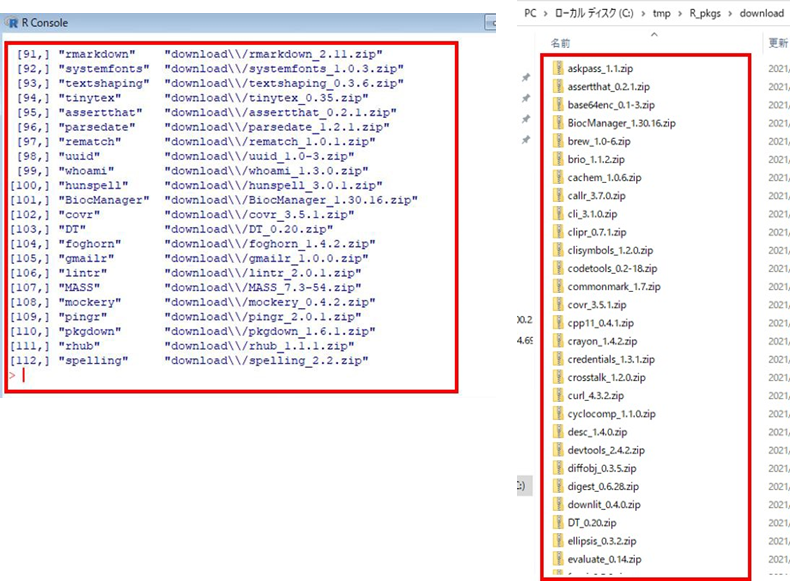 R Console
[91,] "rmarkdown" "download\\/rmarkdown_2.11.zip"
[92,] "systemfonts" "download\\/systemfonts_1.0.3.zip"
[93,] "textshaping" "download\\/textshaping_0.3.6.zip"
[94,] "tinytex" "download\\/tinytex_0.35.zip"
[95,] "assertthat" "download\\/assertthat_0.2.1.zip"
[96,] "parsedate" "download\\/parsedate_1.2.1.zip"
[97,] "rematch" "download\\/rematch_1.0.1.zip"
[98,] "uuid" "download\\/uuid_1.0-3.zip"
[99,] "whoami" "download\\/whoami_1.3.0.zip"
[100,] "hunspell" "download\\/hunspell_3.0.1.zip"
[101,] "BiocManager" "download\\/BiocManager_1.30.16.zip"
[102,] "covr" "download\\/covr_3.5.1.zip"
[103,] "DT" "download\\/DT_0.20.zip"
[104,] "foghorn" "download\\/foghorn_1.4.2.zip"
[105,] "gmailr" "download\\/gmailr_1.0.0.zip"
[106,] "lintr" "download\\/lintr_2.0.1.zip"
[107,] "MASS" "download\\/MASS_7.3-54.zip"
[108,] "mockery" "download\\/mockery_0.4.2.zip"
[109,] "pingr" "download\\/pingr_2.0.1.zip"
[110,] "pkgdown" "download\\/pkgdown_1.6.1.zip"
[111,] "rhub" "download\\/rhub_1.1.1.zip"
[112,] "spelling" "download\\/spelling_2.2.zip"
>
PC > ローカル ディスク (C:) > tmp > R_pkgs > download
名前 更新
askpass_1.1.zip 2021/
assertthat_0.2.1.zip 2021/
base64enc_0.1-3.zip 2021/
BiocManager_1.30.16.zip 2021/
brew_1.0-6.zip 2021/
brio_1.1.2.zip 2021/
cachem_1.0.6.zip 2021/
callr_3.7.0.zip 2021/
cli_3.1.0.zip 2021/
clipr_0.7.1.zip 2021/
clisymbols_1.2.0.zip 2021/
codetools_0.2-18.zip 2021/
commonmark_1.7.zip 2021/
covr_3.5.1.zip 2021/
cpp11_0.4.1.zip 2021/
crayon_1.4.2.zip 2021/
credentials_1.3.1.zip 2021/
crosstalk_1.2.0.zip 2021/
curl_4.3.2.zip 2021/
cyclocomp_1.1.0.zip 2021/
desc_1.4.0.zip 2021/
devtools_2.4.2.zip 2021/
diffobj_0.3.5.zip 2021/
digest_0.6.28.zip 2021/
downlit_0.4.0.zip 2021/
DT_0.20.zip 2021/
ellipsis_0.3.2.zip 2021/
evaluate_0.14.zip 2021/